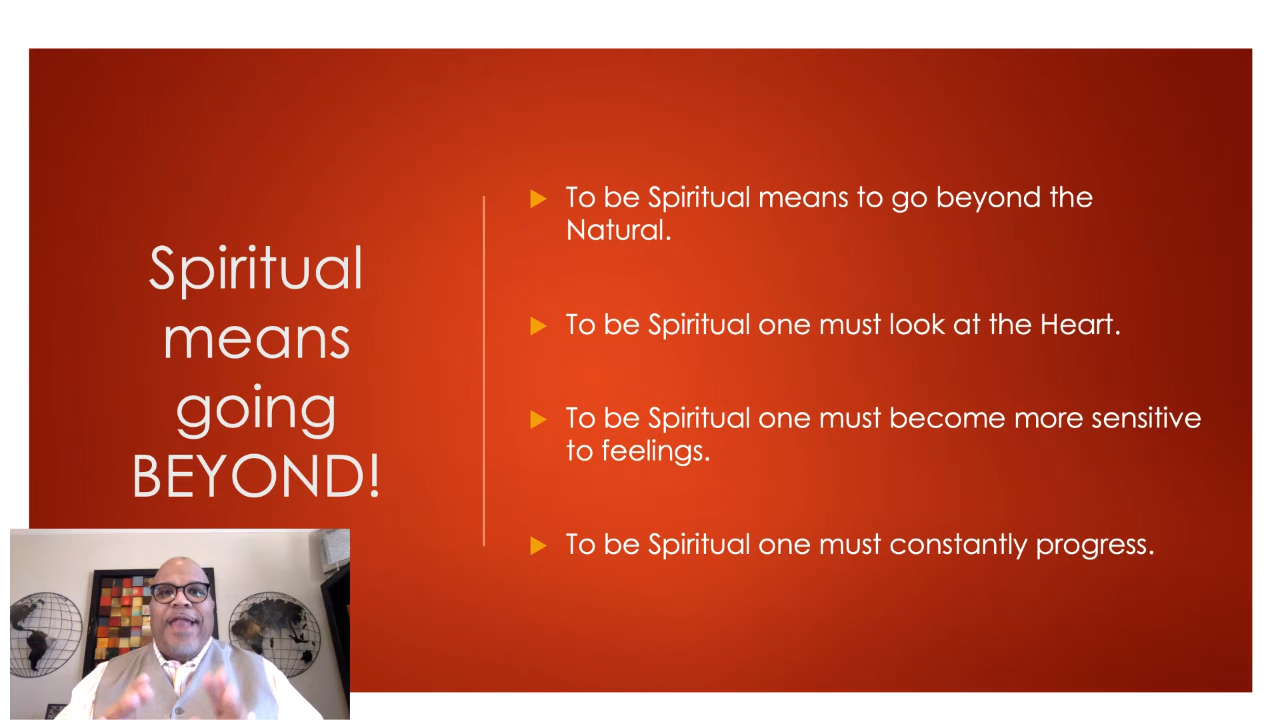 Spiritual
means
going
BEYOND!
To be Spiritual means to go beyond the
Natural.
To be Spiritual one must look at the Heart.
To be Spiritual one must become more sensitive
to feelings.
To be Spiritual one must constantly progress.